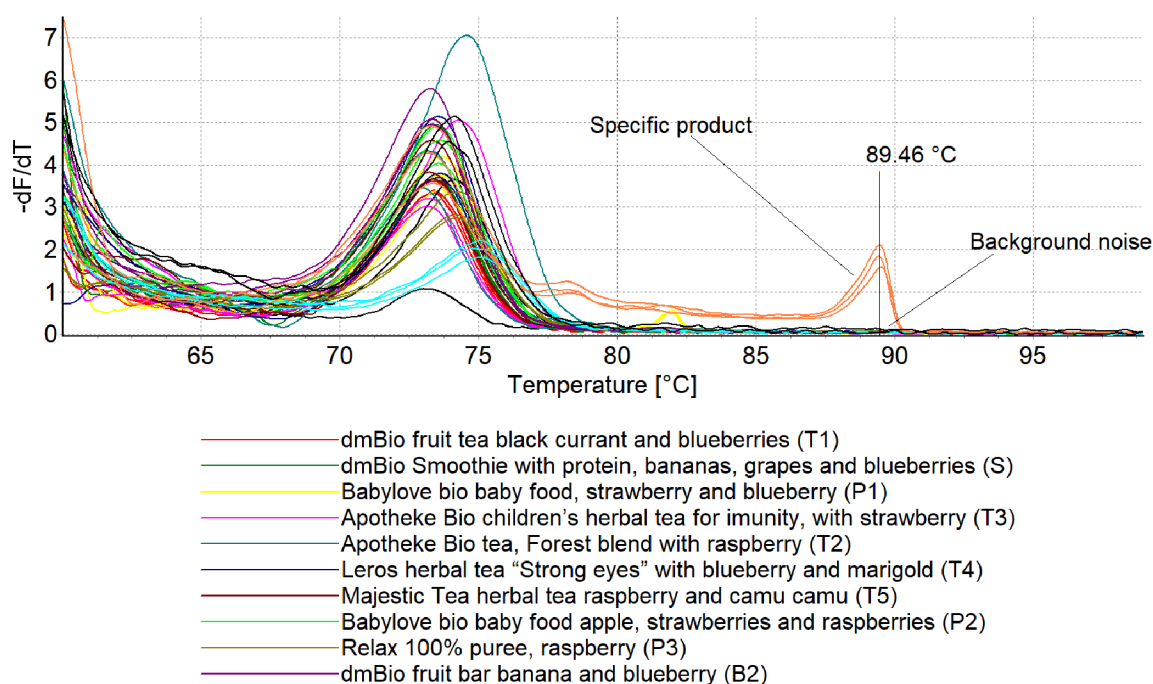 7
6
5
4
3
2
1
0
-dF/dT
Specific product
89.46 °C
Background noise
65 70 75 80 85 90 95
Temperature [°C]
dmBio fruit tea black currant and blueberries (T1)
dmBio Smoothie with protein, bananas, grapes and blueberries (S)
Babylove bio baby food, strawberry and blueberry (P1)
Apotheke Bio children's herbal tea for imunity, with strawberry (T3)
Apotheke Bio tea, Forest blend with raspberry (T2)
Leros herbal tea “Strong eyes” with blueberry and marigold (T4)
Majestic Tea herbal tea raspberry and camu camu (T5)
Babylove bio baby food apple, strawberries and raspberries (P2)
Relax 100% puree, raspberry (P3)
dmBio fruit bar banana and blueberry (B2)